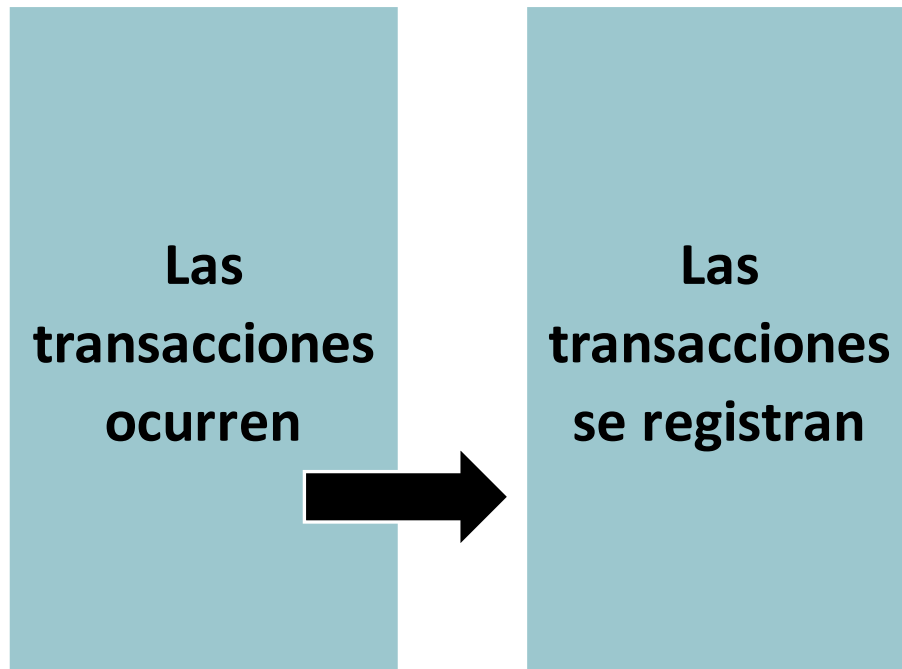 Las
transacciones
ocurren
Las
transacciones
se registran